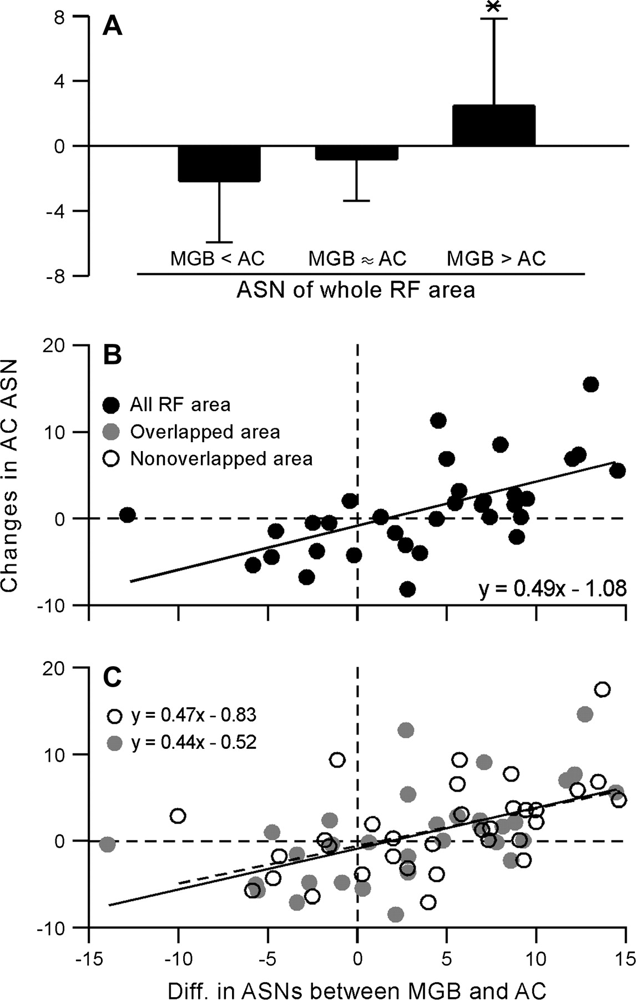 *
8
A
4
0
-4
-8
MGB < AC MGB ≈ AC MGB > AC
ASN of whole RF area
Changes in AC ASN
20
B
All RF area
10
Overlapped area
Nonoverlapped area
0
y = 0.49x - 1.08
-10
20
C
y = 0.47x - 0.83
y = 0.44x - 0.52
10
0
-10
-15 -10 -5 0 5 10 15
Diff. in ASNs between MGB and AC